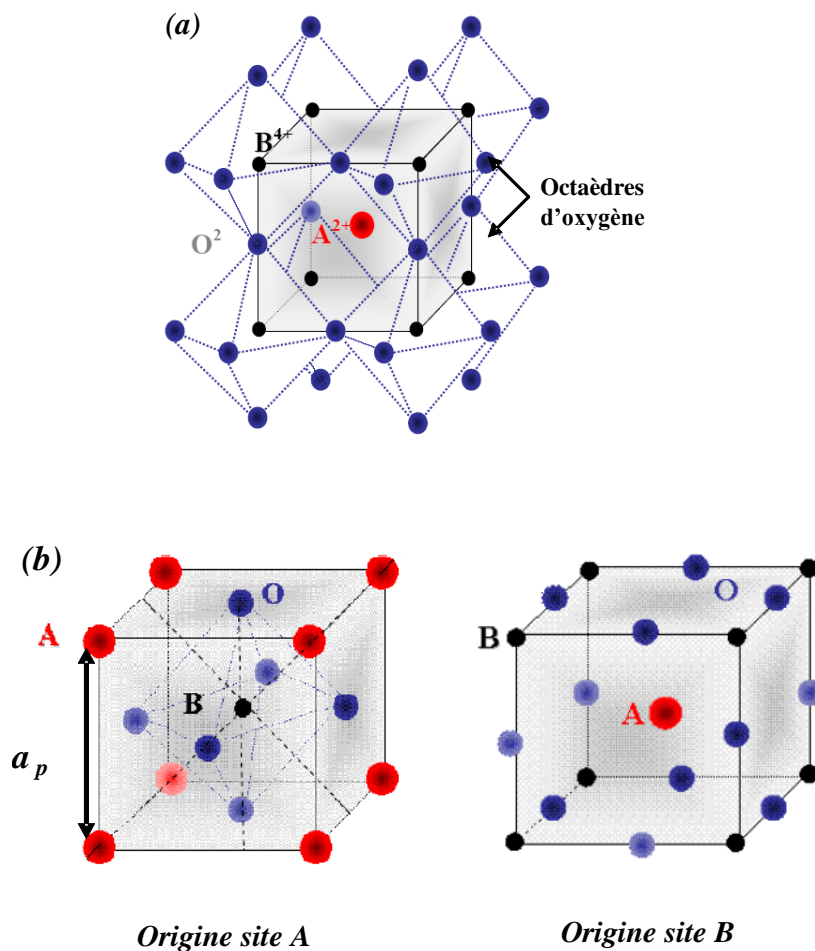 (a)
B4+
Octaèdres
d'oxygène
A2+
O2
(b)
O
A
B
a p
O
B
A
Origine site A
Origine site B